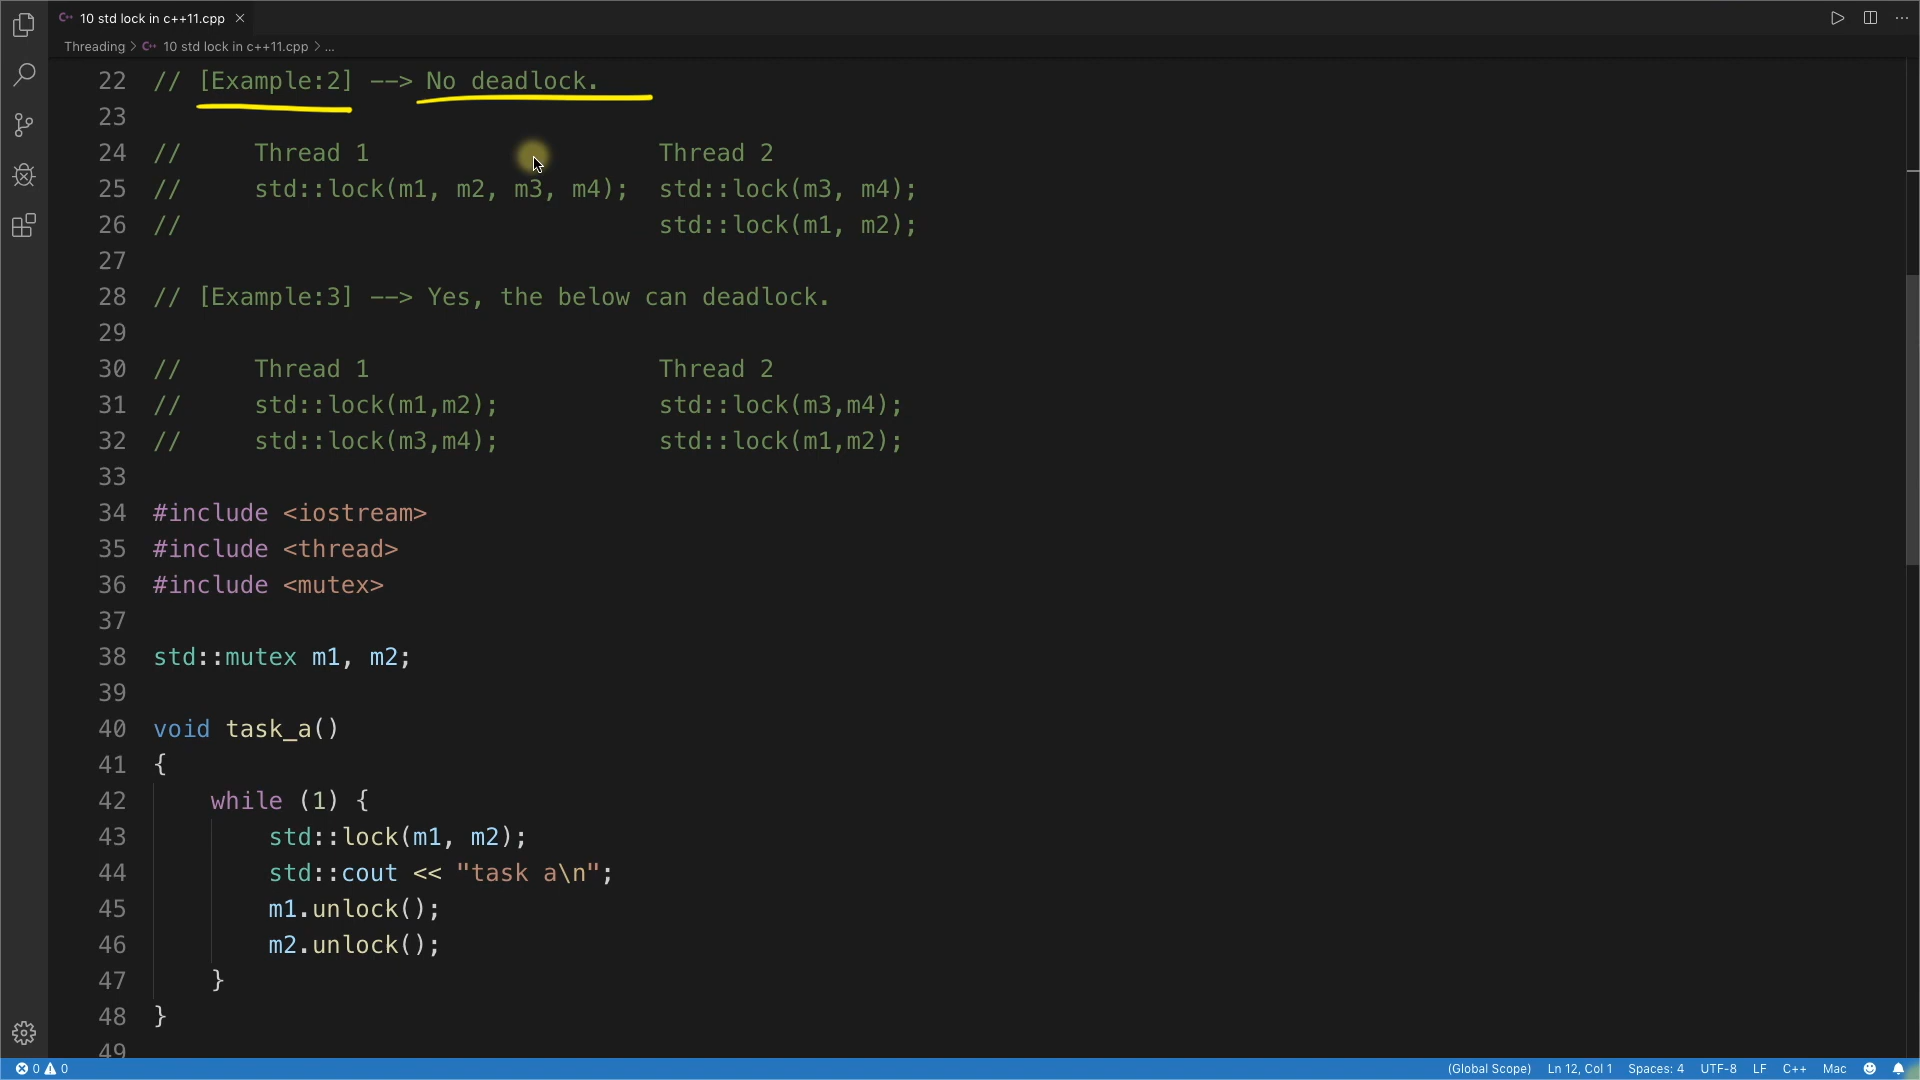 10 std lock in c++11.cpp
Threading > 10 std lock in c++11.cpp > ...
22 // [Example:2] --> No deadlock.
23
24 // Thread 1 Thread 2
25 // std::lock(m1, m2, m3, m4); std::lock(m3, m4);
26 // std::lock(m1, m2);
27
28 // [Example:3] --> Yes, the below can deadlock.
29
30 // Thread 1 Thread 2
31 // std::lock(m1,m2); std::lock(m3,m4);
32 // std::lock(m3,m4); std::lock(m1,m2);
33
34 #include <iostream>
35 #include <thread>
36 #include <mutex>
37
38 std::mutex m1, m2;
39
40 void task_a()
41 {
42 while (1) {
43 std::lock(m1, m2);
44 std::cout << "task a\n";
45 m1.unlock();
46 m2.unlock();
47 }
48 }
49
0 0 (Global Scope) Ln 12, Col 1 Spaces: 4 UTF-8 LF C++ Mac